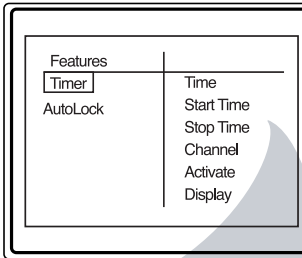 Features
Timer
AutoLock
Time
Start Time
Stop Time
Channel
Activate
Display